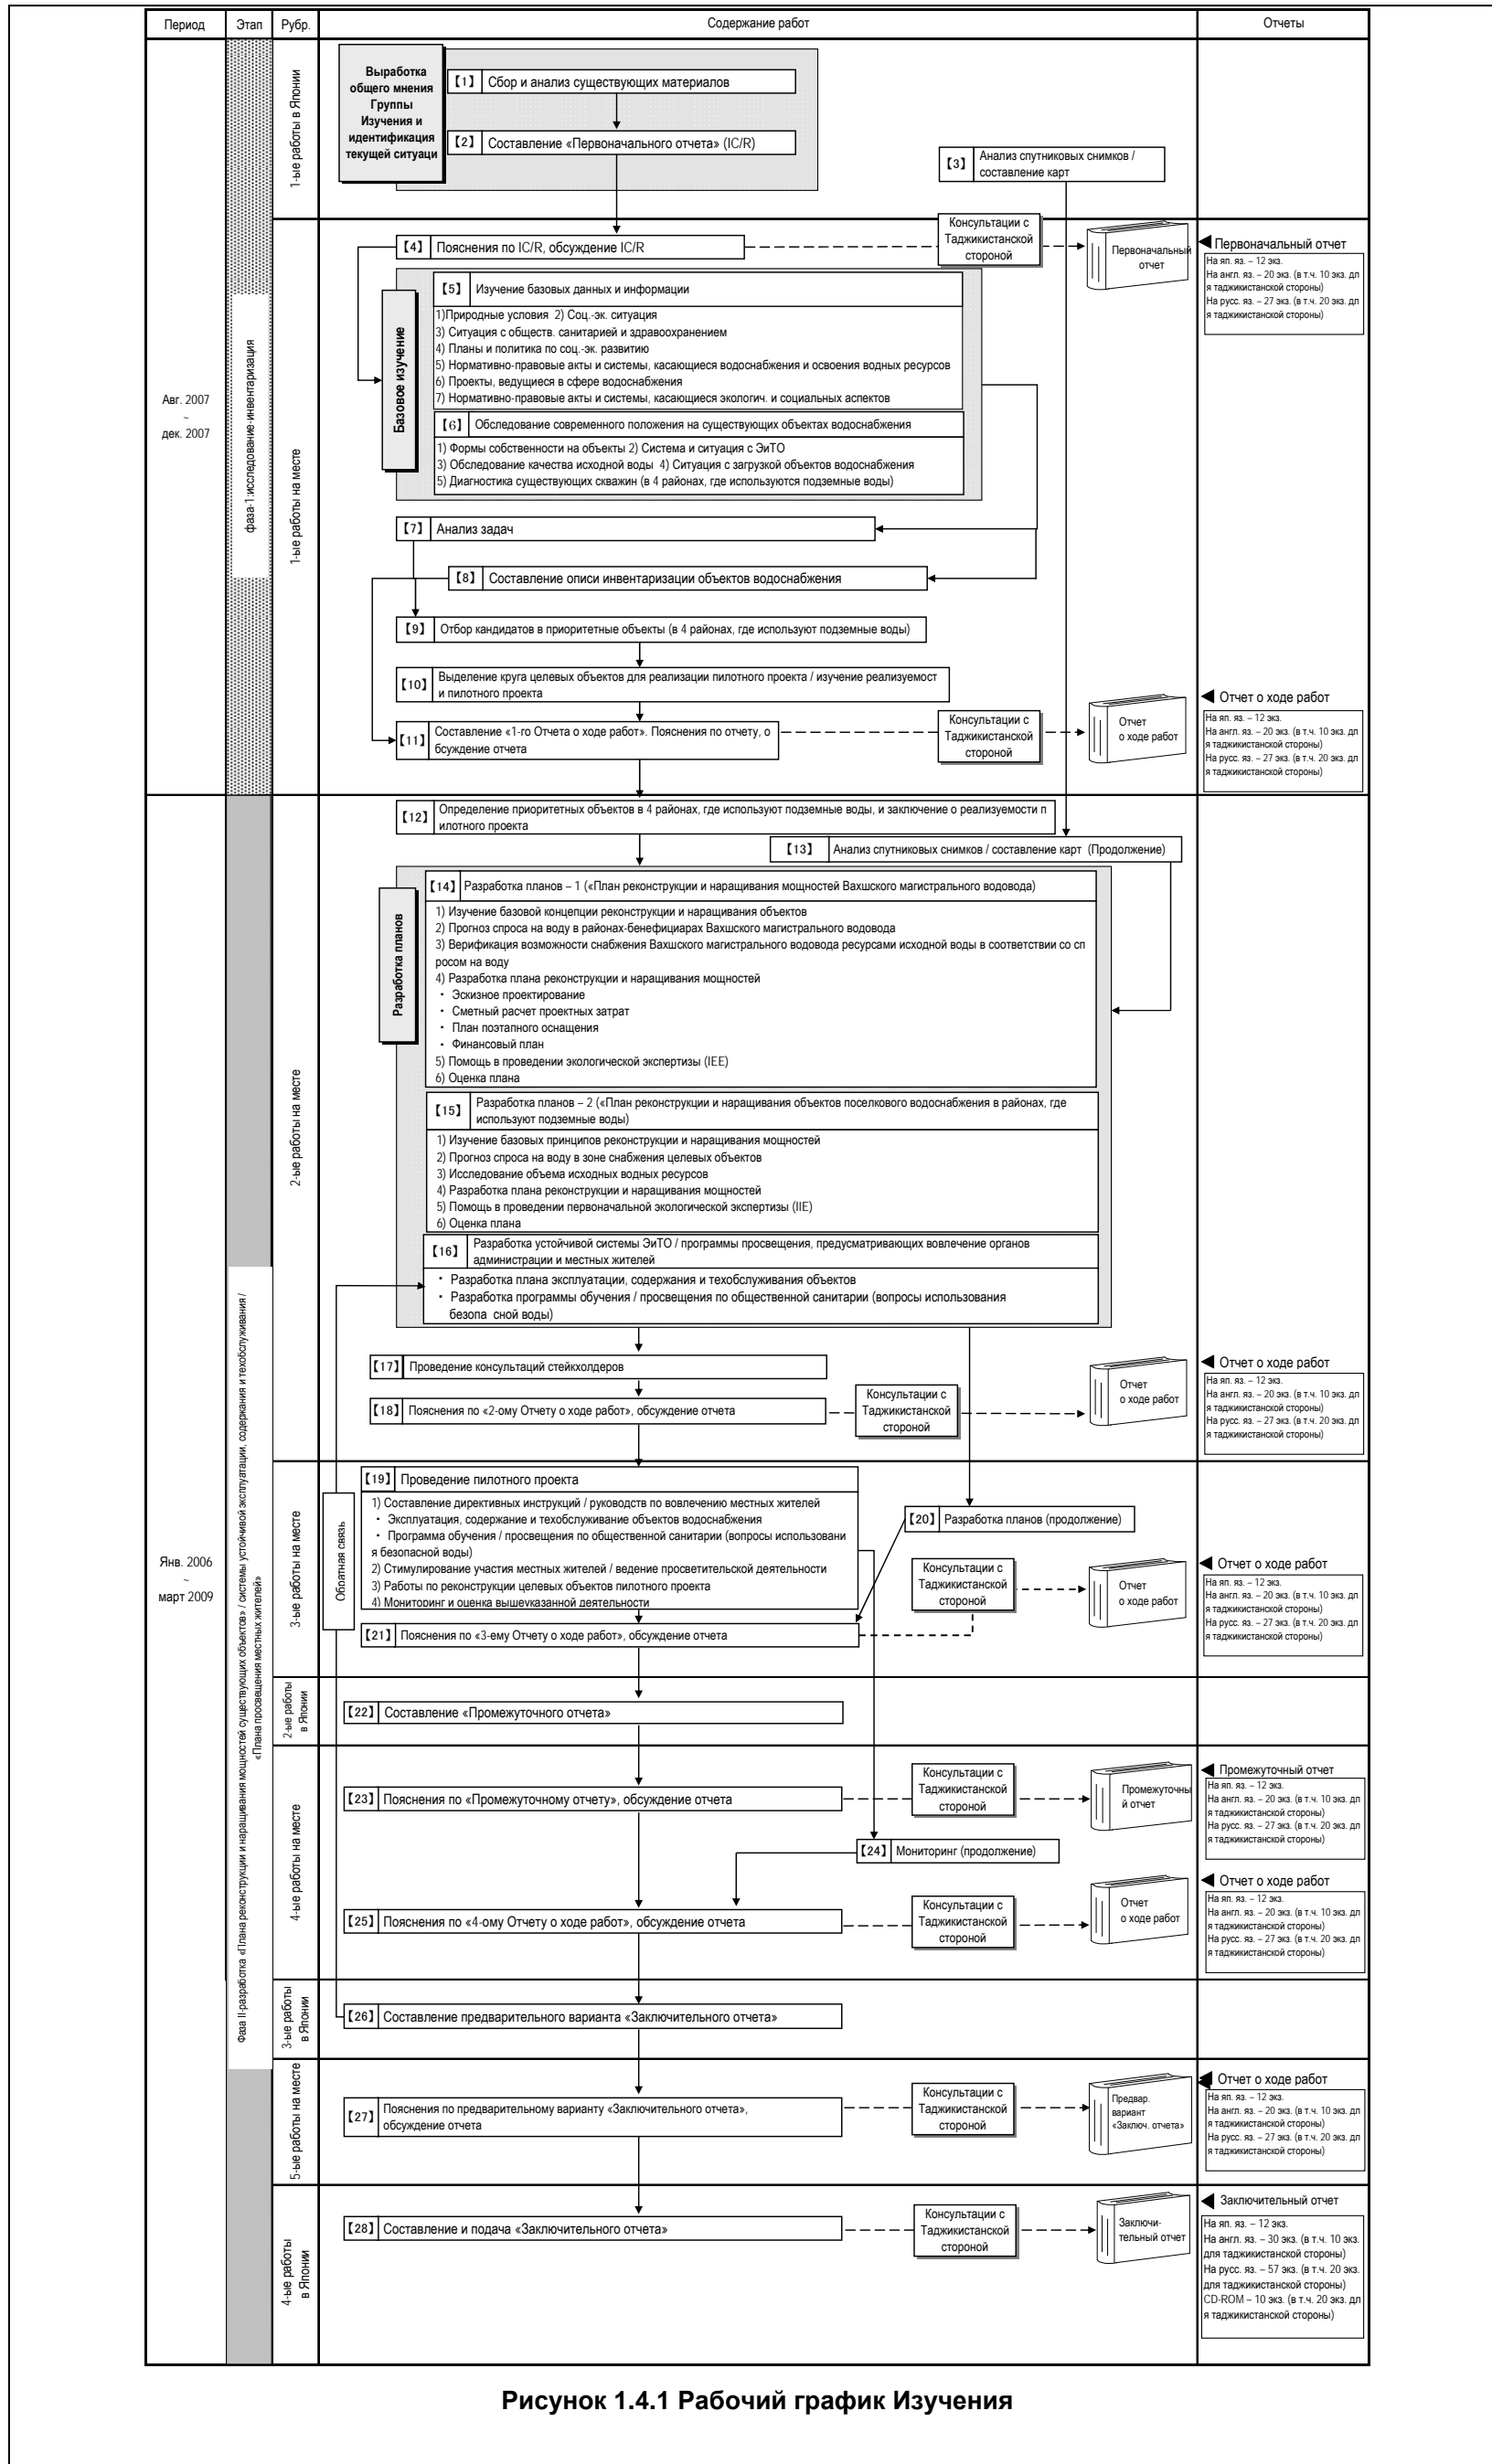 Период
Этап
Рубр.
Содержание работ
Отчеты
Авг. 2007
~
дек. 2007
фаза-1:исследование-инвентаризация
1-ые работы в Японии
Выработка
общего мнения
Группы
Изучения и
идентификация
текущей ситуаци
【1】 Сбор и анализ существующих материалов
【2】 Составление «Первоначального отчета» (IC/R)
【3】 Анализ спутниковых снимков /
составление карт
1-ые работы на месте
【4】 Пояснения по IC/R, обсуждение IC/R
Консультации с
Таджикистанской
стороной
Первоначальный
отчет
Первоначальный отчет
На яп. яз. – 12 экз.
На англ. яз. – 20 экз. (в т.ч. 10 экз. дл
я таджикистанской стороны)
На русс. яз. – 27 экз. (в т.ч. 20 экз. дл
я таджикистанской стороны)
Базовое изучение
【5】 Изучение базовых данных и информации
1)Природные условия 2) Соц.-эк. ситуация
3) Ситуация с обществ. санитарией и здравоохранением
4) Планы и политика по соц.-эк. развитию
5) Нормативно-правовые акты и системы, касающиеся водоснабжения и освоения водных ресурсов
6) Проекты, ведущиеся в сфере водоснабжения
7) Нормативно-правовые акты и системы, касающиеся экологич. и социальных аспектов
【6】 Обследование современного положения на существующих объектах водоснабжения
1) Формы собственности на объекты 2) Система и ситуация с ЭиТО
3) Обследование качества исходной воды 4) Ситуация с загрузкой объектов водоснабжения
5) Диагностика существующих скважин (в 4 районах, где используются подземные воды)
【7】 Анализ задач
【8】 Составление описи инвентаризации объектов водоснабжения
【9】 Отбор кандидатов в приоритетные объекты (в 4 районах, где используют подземные воды)
【10】 Выделение круга целевых объектов для реализации пилотного проекта / изучение реализуемост
и пилотного проекта
【11】 Составление «1-го Отчета о ходе работ». Пояснения по отчету, о
бсуждение отчета
Консультации с
Таджикистанской
стороной
Отчет
о ходе работ
Отчет о ходе работ
На яп. яз. – 12 экз.
На англ. яз. – 20 экз. (в т.ч. 10 экз. дл
я таджикистанской стороны)
На русс. яз. – 27 экз. (в т.ч. 20 экз. дл
я таджикистанской стороны)
Янв. 2006
~
март 2009
Фаза II-разработка «Плана реконструкции и наращивания мощностей существующих объектов» / системы устойчивой эксплуатации, содержания и техобслуживания /
«Плана просвещения местных жителей»
2-ые работы на месте
【12】 Определение приоритетных объектов в 4 районах, где используют подземные воды, и заключение о реализуемости п
илотного проекта
【13】 Анализ спутниковых снимков / составление карт (Продолжение)
Разработка планов
【14】 Разработка планов – 1 («План реконструкции и наращивания мощностей Вахшского магистрального водовода)
1) Изучение базовой концепции реконструкции и наращивания объектов
2) Прогноз спроса на воду в районах-бенефициарах Вахшского магистрального водовода
3) Верификация возможности снабжения Вахшского магистрального водовода ресурсами исходной воды в соответствии со сп
росом на воду
4) Разработка плана реконструкции и наращивания мощностей
・ Эскизное проектирование
・ Сметный расчет проектных затрат
・ План поэтапного оснащения
・ Финансовый план
5) Помощь в проведении экологической экспертизы (IEE)
6) Оценка плана
【15】 Разработка планов – 2 («План реконструкции и наращивания объектов поселкового водоснабжения в районах, где
используют подземные воды)
1) Изучение базовых принципов реконструкции и наращивания мощностей
2) Прогноз спроса на воду в зоне снабжения целевых объектов
3) Исследование объема исходных водных ресурсов
4) Разработка плана реконструкции и наращивания мощностей
5) Помощь в проведении первоначальной экологической экспертизы (IIE)
6) Оценка плана
【16】 Разработка устойчивой системы ЭиТО / программы просвещения, предусматривающих вовлечение органов
администрации и местных жителей
・ Разработка плана эксплуатации, содержания и техобслуживания объектов
・ Разработка программы обучения / просвещения по общественной санитарии (вопросы использования
безопа сной воды)
【17】 Проведение консультаций стейкхолдеров
【18】 Пояснения по «2-ому Отчету о ходе работ», обсуждение отчета
Консультации с
Таджикистанской
стороной
Отчет
о ходе работ
Отчет о ходе работ
На яп. яз. – 12 экз.
На англ. яз. – 20 экз. (в т.ч. 10 экз. дл
я таджикистанской стороны)
На русс. яз. – 27 экз. (в т.ч. 20 экз. дл
я таджикистанской стороны)
3-ые работы на месте
Обратная связь
【19】 Проведение пилотного проекта
1) Составление директивных инструкций / руководств по вовлечению местных жителей
・ Эксплуатация, содержание и техобслуживание объектов водоснабжения
・ Программа обучения / просвещения по общественной санитарии (вопросы использовани
я безопасной воды)
2) Стимулирование участия местных жителей / ведение просветительской деятельности
3) Работы по реконструкции целевых объектов пилотного проекта
4) Мониторинг и оценка вышеуказанной деятельности
【20】 Разработка планов (продолжение)
【21】 Пояснения по «3-ему Отчету о ходе работ», обсуждение отчета
Консультации с
Таджикистанской
стороной
Отчет
о ходе работ
Отчет о ходе работ
На яп. яз. – 12 экз.
На англ. яз. – 20 экз. (в т.ч. 10 экз. дл
я таджикистанской стороны)
На русс. яз. – 27 экз. (в т.ч. 20 экз. дл
я таджикистанской стороны)
2-ые работы
в Японии
【22】 Составление «Промежуточного отчета»
4-ые работы на месте
【23】 Пояснения по «Промежуточному отчету», обсуждение отчета
Консультации с
Таджикистанской
стороной
Промежуточны
й отчет
Промежуточный отчет
На яп. яз. – 12 экз.
На англ. яз. – 20 экз. (в т.ч. 10 экз. дл
я таджикистанской стороны)
На русс. яз. – 27 экз. (в т.ч. 20 экз. дл
я таджикистанской стороны)
【24】 Мониторинг (продолжение)
【25】 Пояснения по «4-ому Отчету о ходе работ», обсуждение отчета
Консультации с
Таджикистанской
стороной
Отчет
о ходе работ
Отчет о ходе работ
На яп. яз. – 12 экз.
На англ. яз. – 20 экз. (в т.ч. 10 экз. дл
я таджикистанской стороны)
На русс. яз. – 27 экз. (в т.ч. 20 экз. дл
я таджикистанской стороны)
3-ые работы
в Японии
【26】 Составление предварительного варианта «Заключительного отчета»
5-ые работы на месте
【27】 Пояснения по предварительному варианту «Заключительного отчета»,
обсуждение отчета
Консультации с
Таджикистанской
стороной
Предвар.
вариант
«Заключ. отчета»
Отчет о ходе работ
На яп. яз. – 12 экз.
На англ. яз. – 20 экз. (в т.ч. 10 экз. дл
я таджикистанской стороны)
На русс. яз. – 27 экз. (в т.ч. 20 экз. дл
я таджикистанской стороны)
4-ые работы
в Японии
【28】 Составление и подача «Заключительного отчета»
Консультации с
Таджикистанской
стороной
Заключи-
тельный отчет
Заключительный отчет
На яп. яз. – 12 экз.
На англ. яз. – 30 экз. (в т.ч. 10 экз.
для таджикистанской стороны)
На русс. яз. – 57 экз. (в т.ч. 20 экз.
для таджикистанской стороны)
CD-ROM – 10 экз. (в т.ч. 20 экз. дл
я таджикистанской стороны)
Рисунок 1.4.1 Рабочий график Изучения